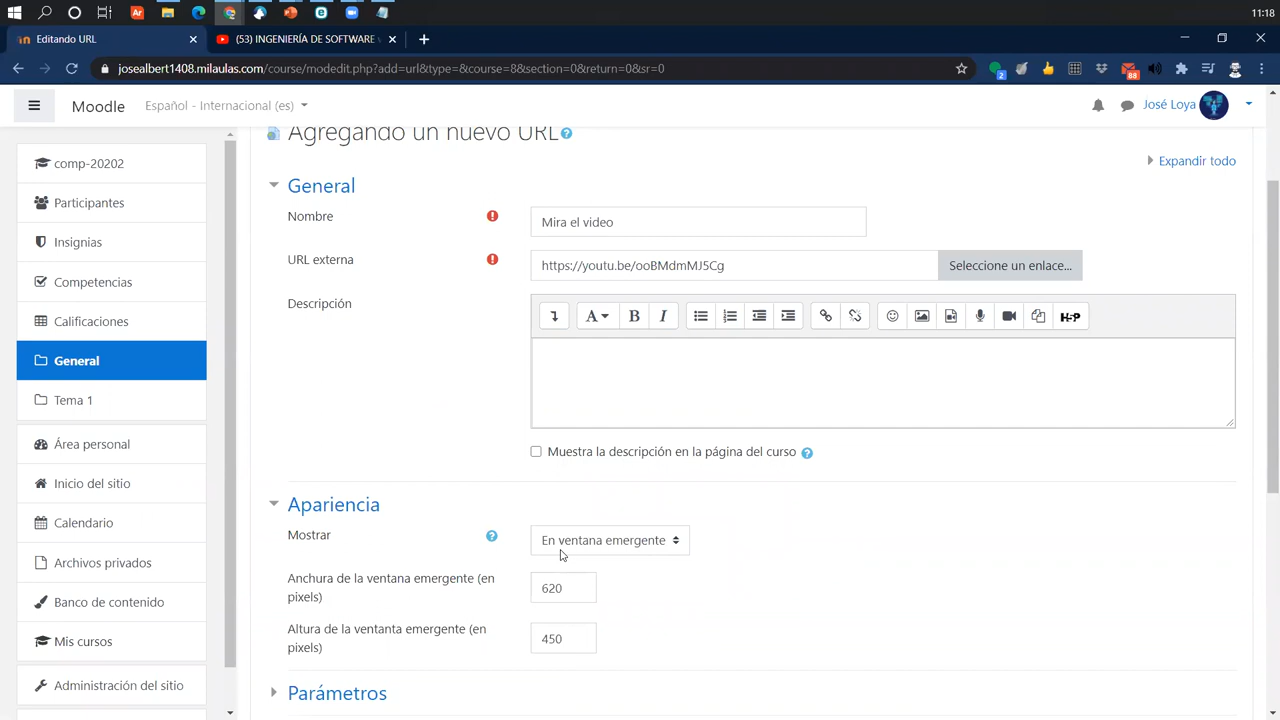 11:18
Editando URL
(53) INGENIERÍA DE SOFTWARE
josealbert1408.milaulas.com/course/modedit.php?add=url&type=&course=8&section=0&return=0&sr=0
2
88
Moodle
Español - Internacional (es)
José Loya
Agregando un nuevo URL
Expandir todo
comp-20202
Participantes
Insignias
Competencias
Calificaciones
General
Tema 1
Área personal
Inicio del sitio
Calendario
Archivos privados
Banco de contenido
Mis cursos
Administración del sitio
General
Nombre
Mira el video
URL externa
https://youtu.be/ooBMdmMJ5Cg
Seleccione un enlace...
Descripción
A B I
H5P
Muestra la descripción en la página del curso
Apariencia
Mostrar
En ventana emergente
Anchura de la ventana emergente (en
pixels)
620
Altura de la ventanta emergente (en
pixels)
450
Parámetros